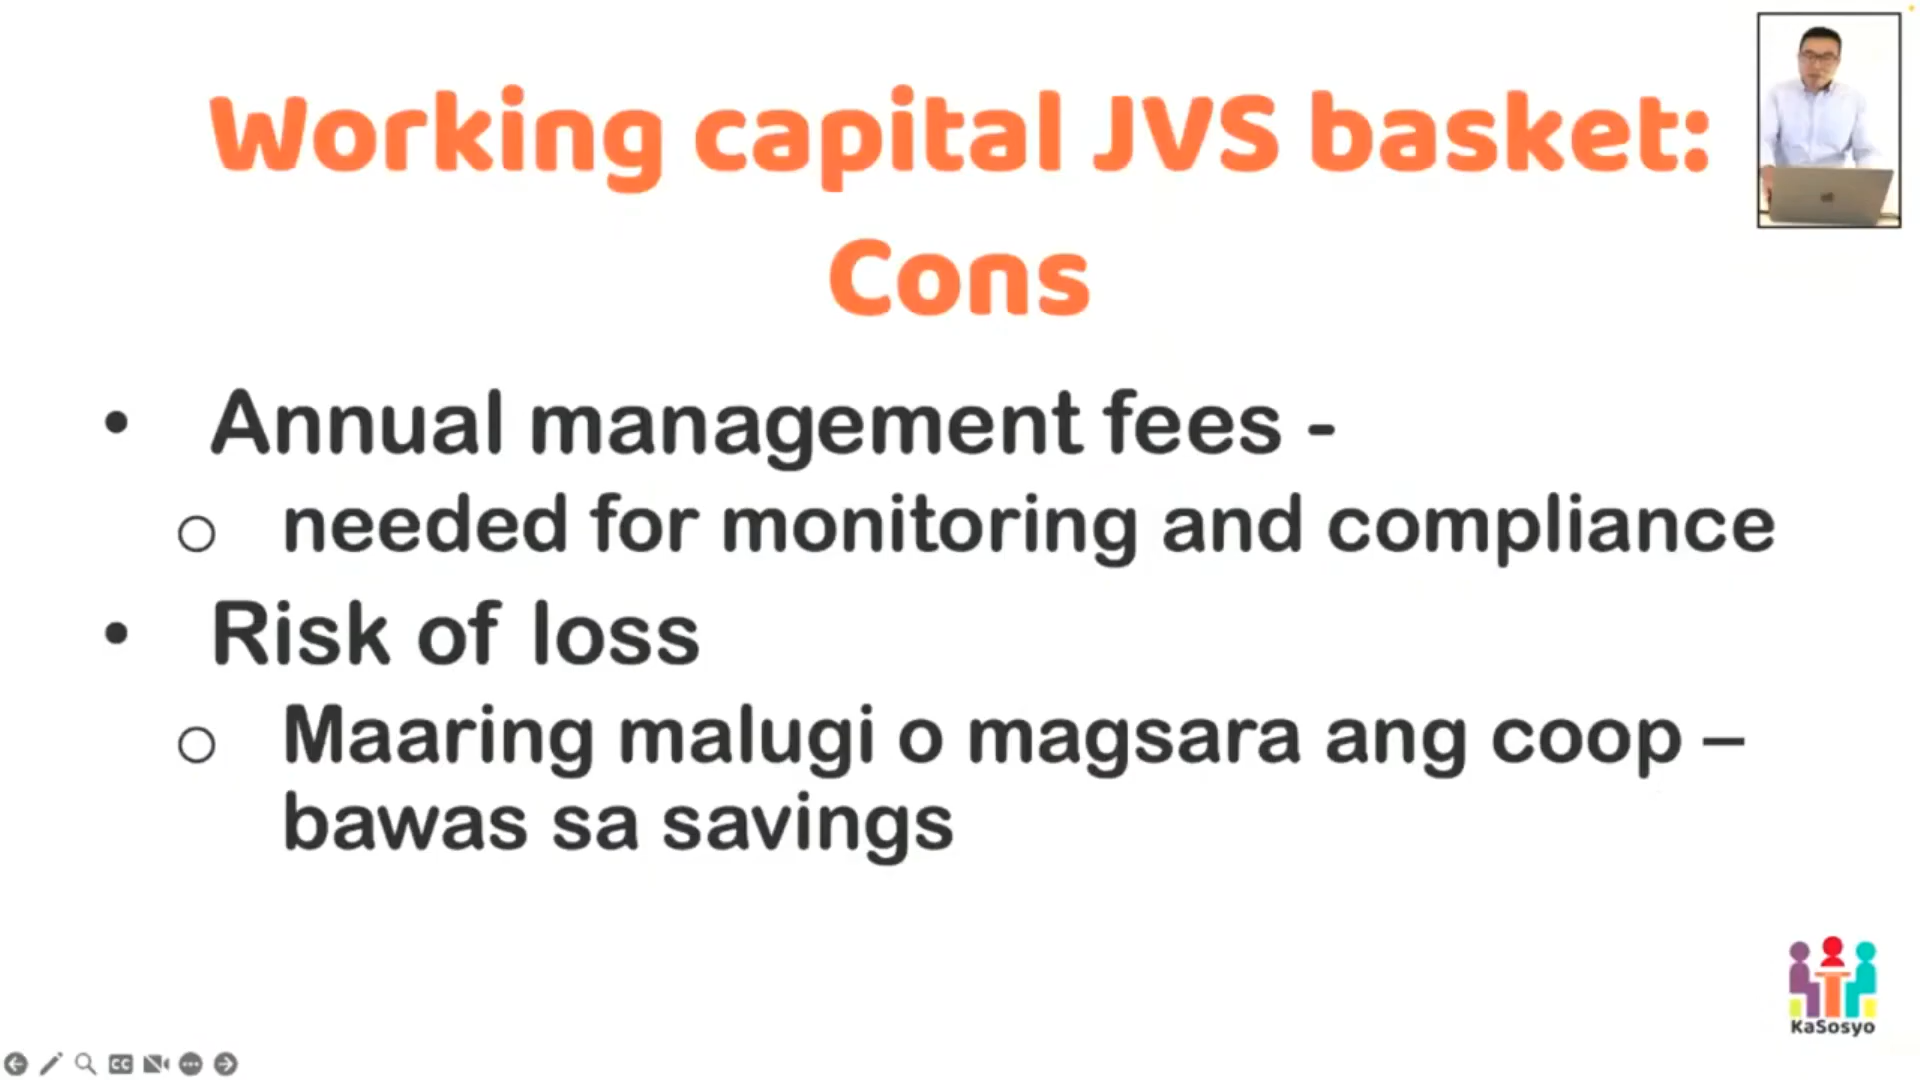 Working capital JVS basket:
Cons
• Annual management fees -
o needed for monitoring and compliance
• Risk of loss
o Maaring malugi o magsara ang coop –
bawas sa savings
KaSosyo
CC